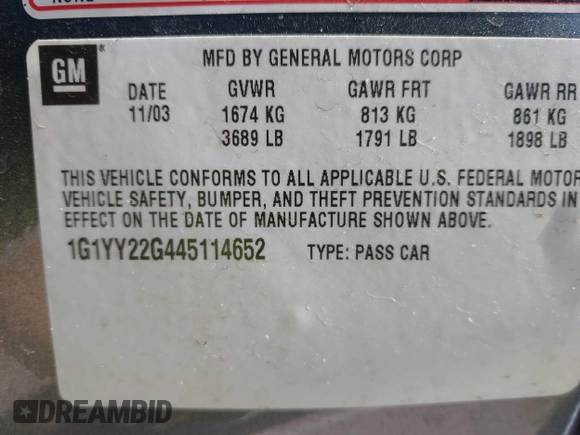 GM ®
MFD BY GENERAL MOTORS CORP
DATE GVWR GAWR FRT GAWR RR
11/03 1674 KG 813 KG 861 KG
3689 LB 1791 LB 1898 LB
THIS VEHICLE CONFORMS TO ALL APPLICABLE U.S. FEDERAL MOTOR
VEHICLE SAFETY, BUMPER, AND THEFT PREVENTION STANDARDS IN
EFFECT ON THE DATE OF MANUFACTURE SHOWN ABOVE.
1G1YY22G445114652 TYPE: PASS CAR
DREAMBID